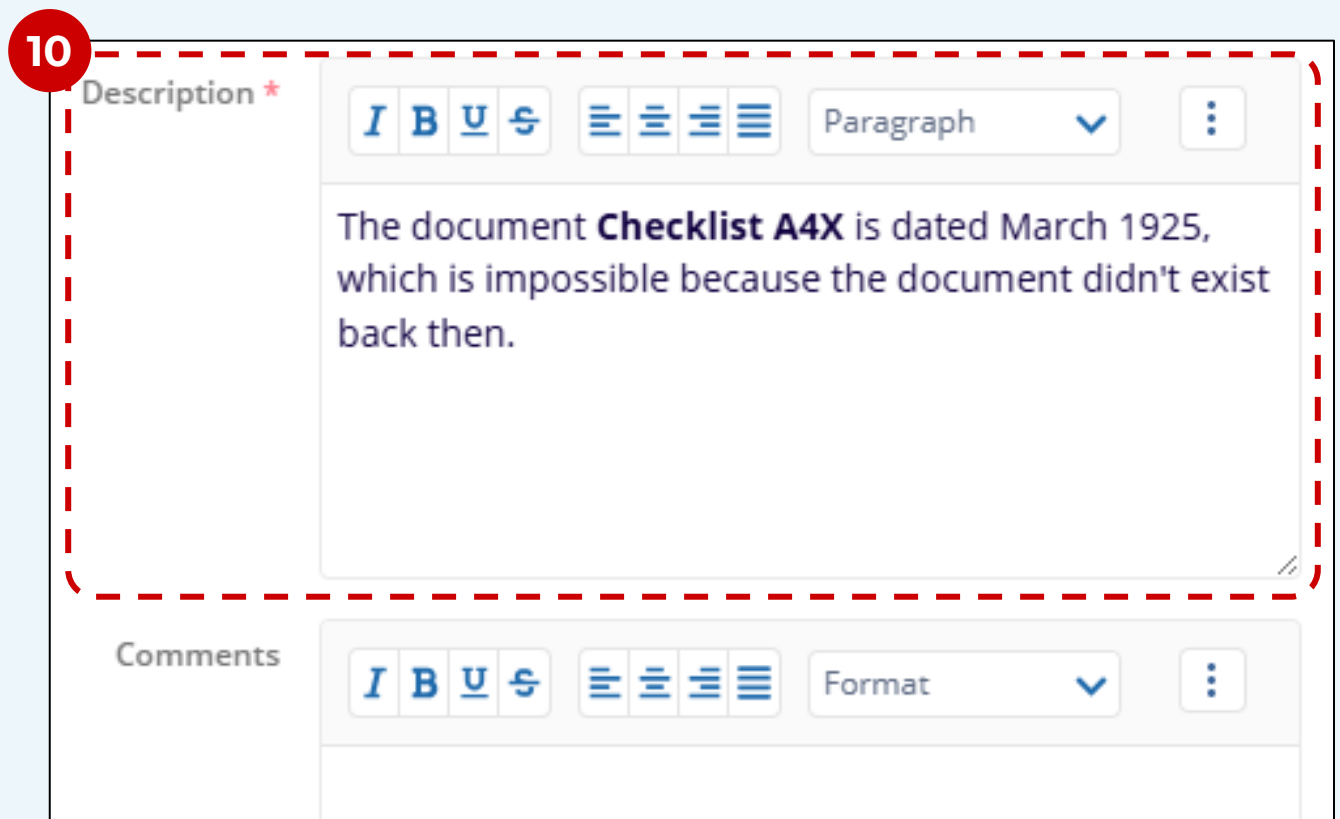 10
Description *
I B U S
Paragraph
The document Checklist A4X is dated March 1925,
which is impossible because the document didn't exist
back then.
Comments
I B U S
Format